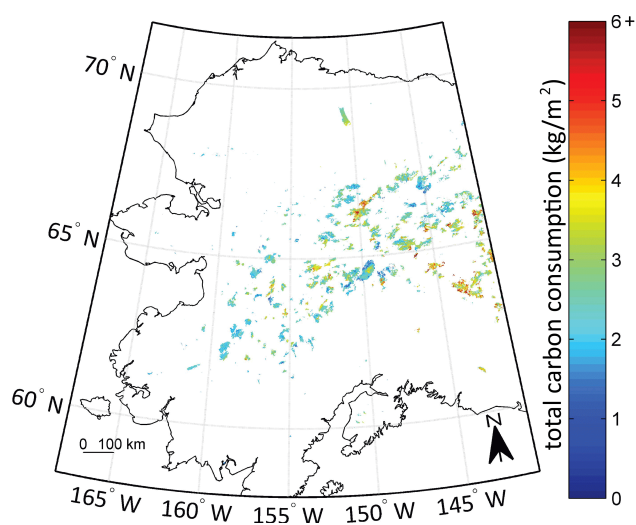 70° N
65° N
60° N
0 100 km
N
165° W
160° W
155° W
150° W
145° W
total carbon consumption (kg/m²)
6+
5
4
3
2
1
0